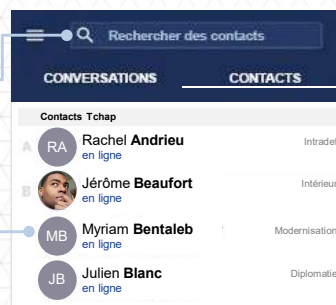 Rechercher des contacts
CONVERSATIONS CONTACTS
Contacts Tchap
A RA Rachel Andrieu Intradef
en ligne
B Jérôme Beaufort Intérieur
en ligne
MB Myriam Bentaleb Modernisation
en ligne
JB Julien Blanc Diplomatie
en ligne